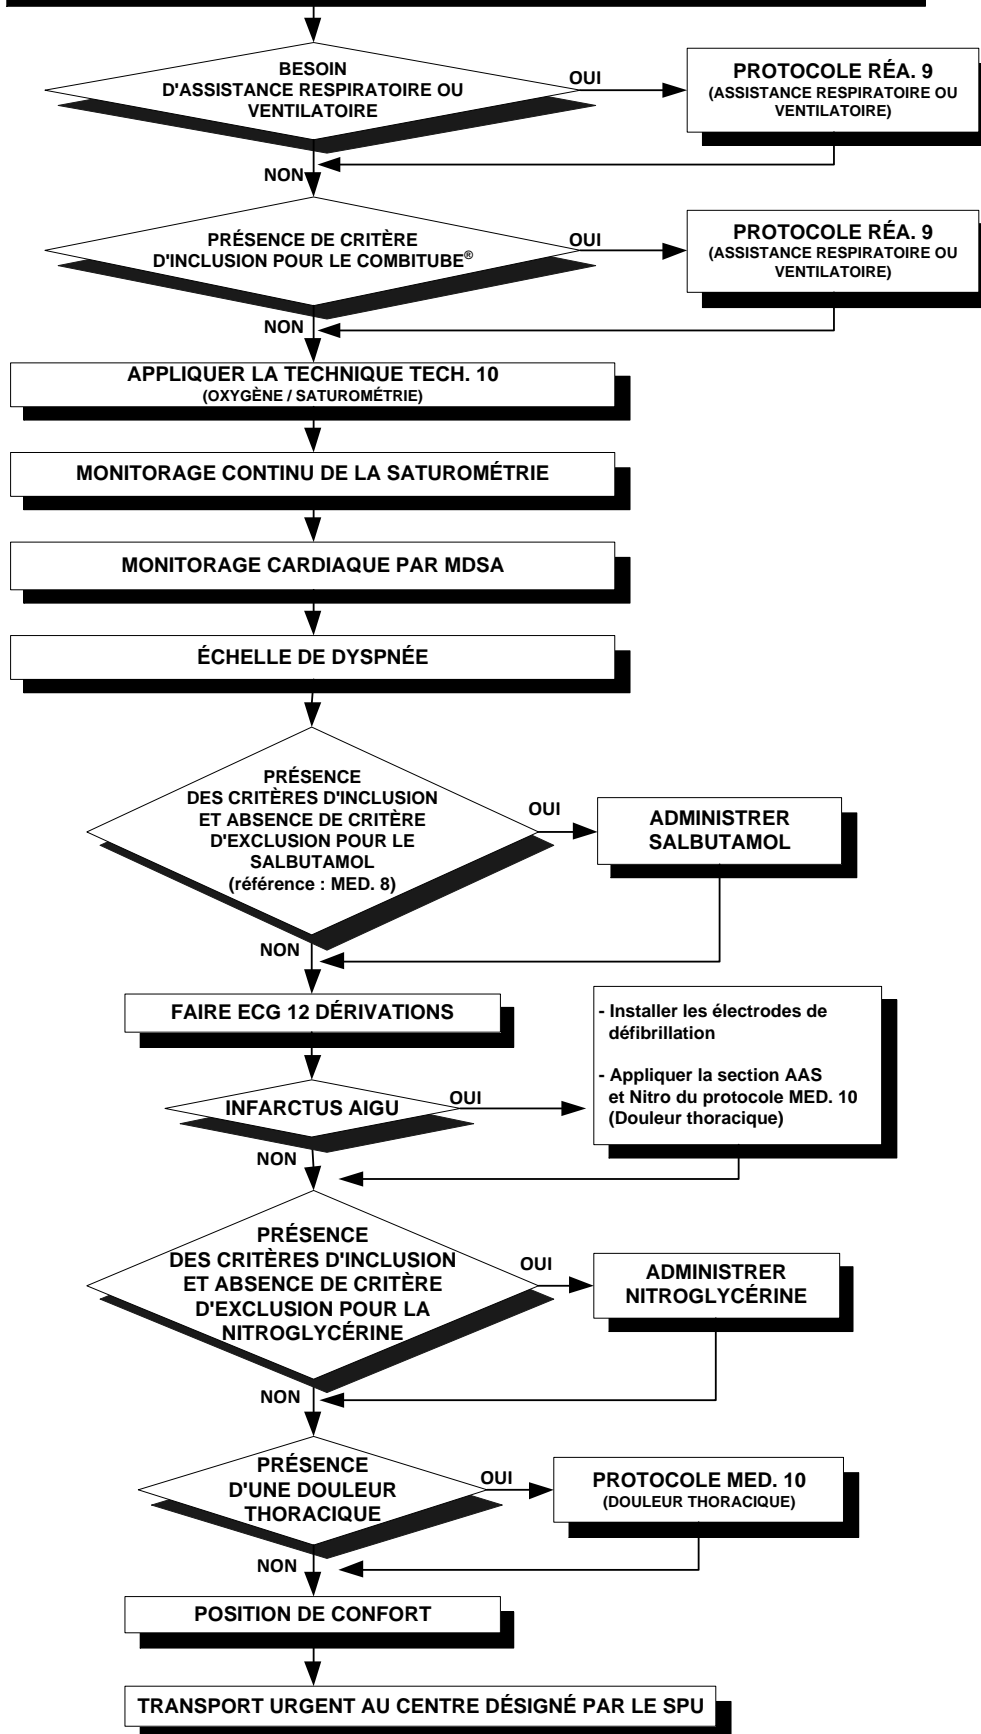 BESOIN
D'ASSISTANCE RESPIRATOIRE OU
VENTILATOIRE
OUI
PROTOCOLE RÉA. 9
(ASSISTANCE RESPIRATOIRE OU
VENTILATOIRE)
NON
PRÉSENCE DE CRITÈRE
D'INCLUSION POUR LE COMBITUBE®
OUI
PROTOCOLE RÉA. 9
(ASSISTANCE RESPIRATOIRE OU
VENTILATOIRE)
NON
APPLIQUER LA TECHNIQUE TECH. 10
(OXYGÈNE / SATUROMÉTRIE)
MONITORAGE CONTINU DE LA SATUROMÉTRIE
MONITORAGE CARDIAQUE PAR MDSA
ÉCHELLE DE DYSPNÉE
PRÉSENCE
DES CRITÈRES D'INCLUSION
ET ABSENCE DE CRITÈRE
D'EXCLUSION POUR LE
SALBUTAMOL
(référence : MED. 8)
OUI
ADMINISTRER
SALBUTAMOL
NON
FAIRE ECG 12 DÉRIVATIONS
INFARCTUS AIGU
OUI
- Installer les électrodes de
défibrillation
- Appliquer la section AAS
et Nitro du protocole MED. 10
(Douleur thoracique)
NON
PRÉSENCE
DES CRITÈRES D'INCLUSION
ET ABSENCE DE CRITÈRE
D'EXCLUSION POUR LA
NITROGLYCÉRINE
OUI
ADMINISTRER
NITROGLYCÉRINE
NON
PRÉSENCE
D'UNE DOULEUR
THORACIQUE
OUI
PROTOCOLE MED. 10
(DOULEUR THORACIQUE)
NON
POSITION DE CONFORT
TRANSPORT URGENT AU CENTRE DÉSIGNÉ PAR LE SPU